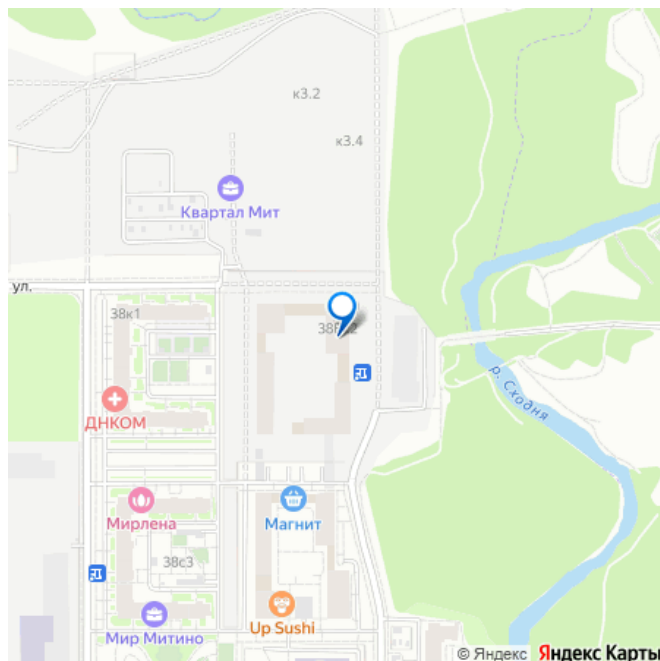 к3.2
к3.4
Квартал Мит
ул.
38к1
ДНКОМ
р. Сходня
Мирлена
Магнит
38с3
Мир Митино
Up Sushi
© Яндекс Яндекс Карты